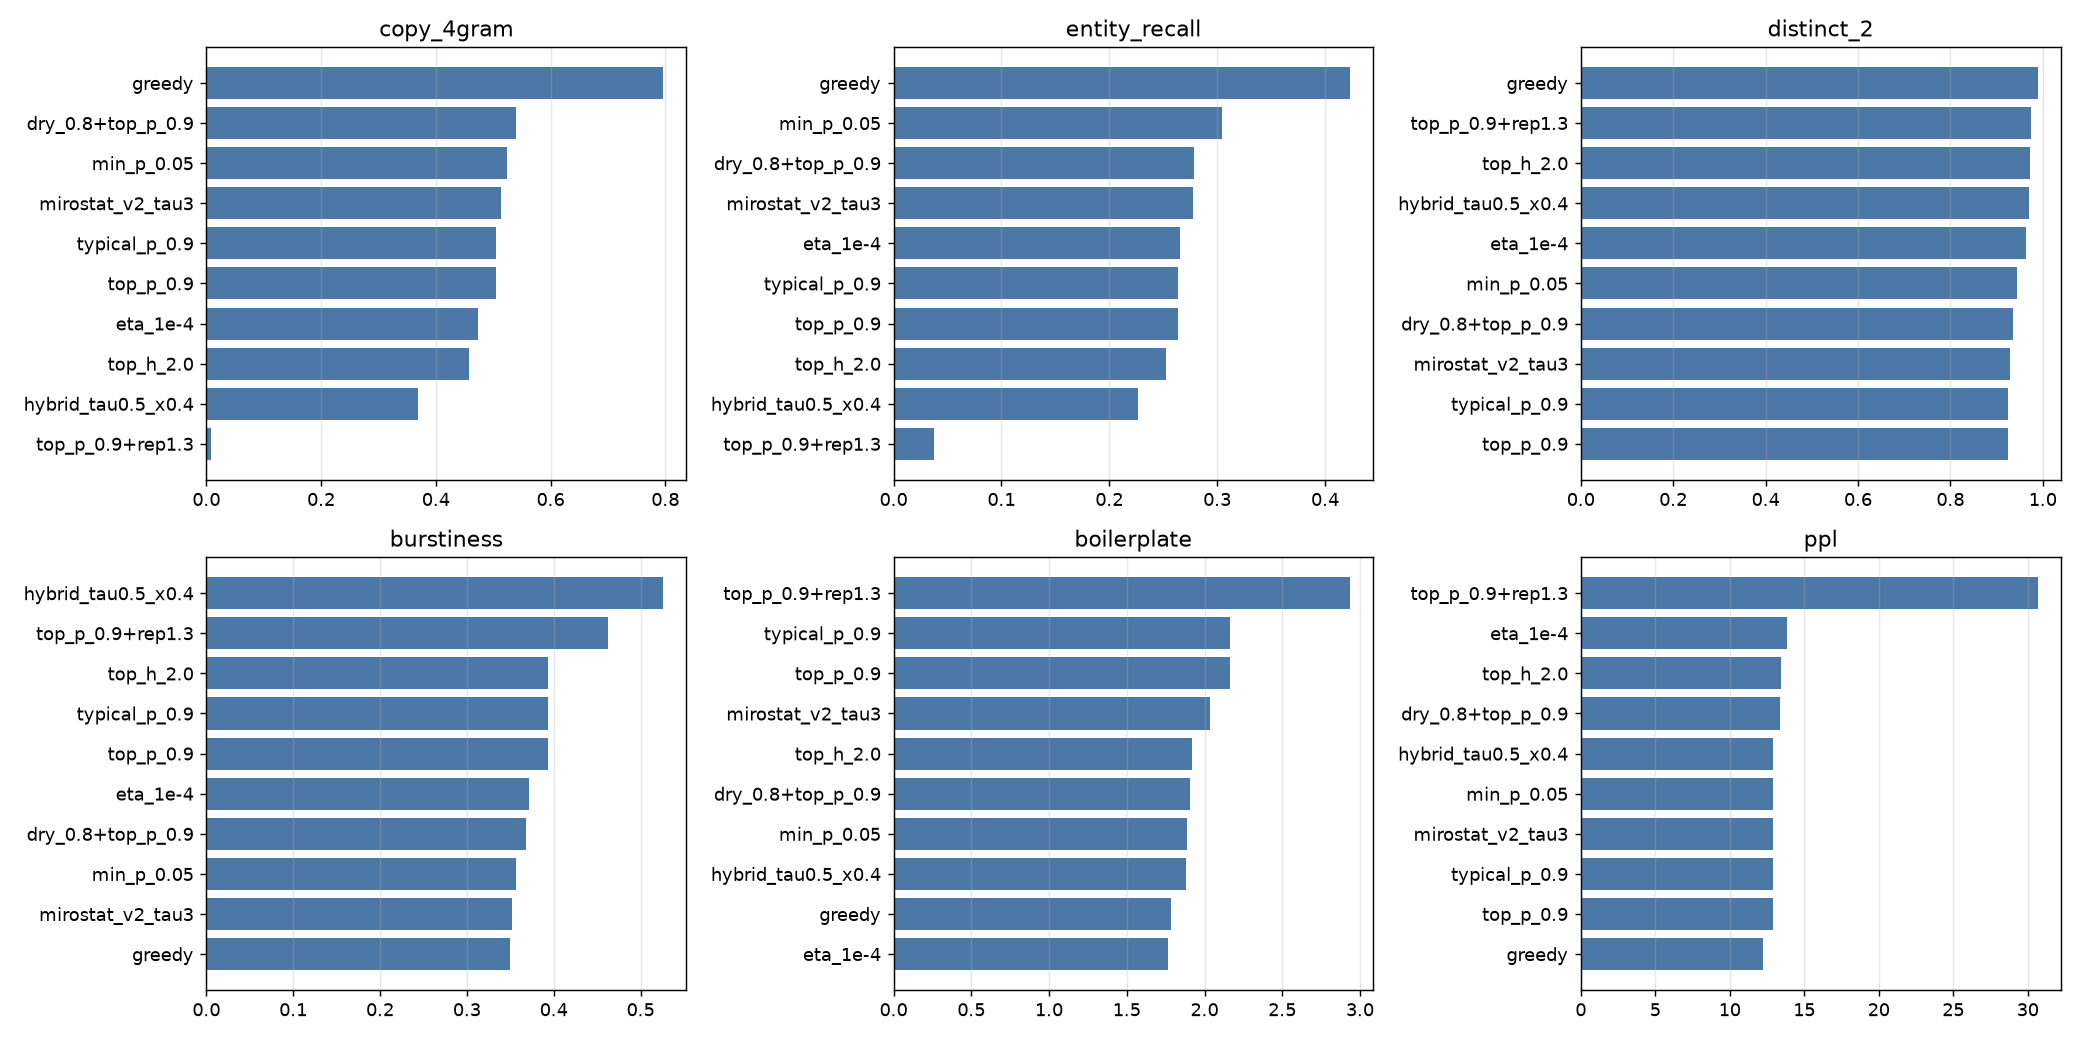 copy_4gram
greedy
dry_0.8+top_p_0.9
min_p_0.05
mirostat_v2_tau3
typical_p_0.9
top_p_0.9
eta_1e-4
top_h_2.0
hybrid_tau0.5_x0.4
top_p_0.9+rep1.3
0.0 0.2 0.4 0.6 0.8
entity_recall
greedy
min_p_0.05
dry_0.8+top_p_0.9
mirostat_v2_tau3
eta_1e-4
typical_p_0.9
top_p_0.9
top_h_2.0
hybrid_tau0.5_x0.4
top_p_0.9+rep1.3
0.0 0.1 0.2 0.3 0.4
distinct_2
greedy
top_p_0.9+rep1.3
top_h_2.0
hybrid_tau0.5_x0.4
eta_1e-4
min_p_0.05
dry_0.8+top_p_0.9
mirostat_v2_tau3
typical_p_0.9
top_p_0.9
0.0 0.2 0.4 0.6 0.8 1.0
burstiness
hybrid_tau0.5_x0.4
top_p_0.9+rep1.3
top_h_2.0
typical_p_0.9
top_p_0.9
eta_1e-4
dry_0.8+top_p_0.9
min_p_0.05
mirostat_v2_tau3
greedy
0.0 0.1 0.2 0.3 0.4 0.5
boilerplate
top_p_0.9+rep1.3
typical_p_0.9
top_p_0.9
mirostat_v2_tau3
top_h_2.0
dry_0.8+top_p_0.9
min_p_0.05
hybrid_tau0.5_x0.4
greedy
eta_1e-4
0.0 0.5 1.0 1.5 2.0 2.5 3.0
ppl
top_p_0.9+rep1.3
eta_1e-4
top_h_2.0
dry_0.8+top_p_0.9
hybrid_tau0.5_x0.4
min_p_0.05
mirostat_v2_tau3
typical_p_0.9
top_p_0.9
greedy
0 5 10 15 20 25 30